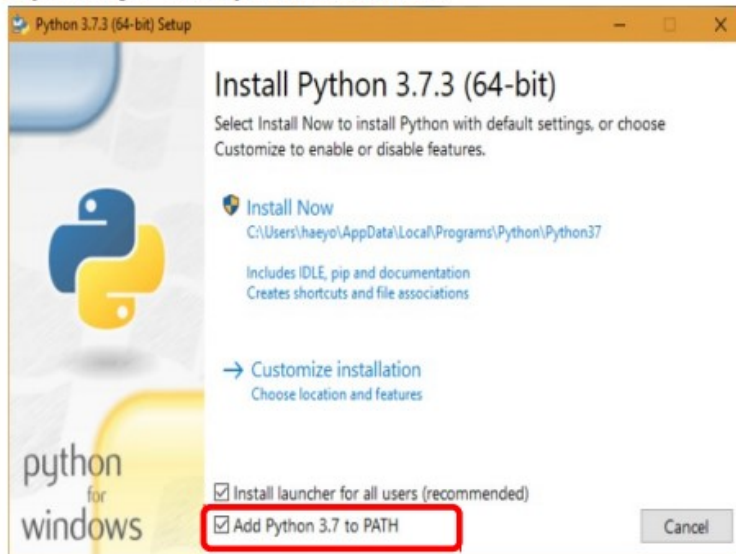 Python 3.7.3 (64-bit) Setup
Install Python 3.7.3 (64-bit)
Select Install Now to install Python with default settings, or choose
Customize to enable or disable features.
Install Now
C:\Users\haeyo\AppData\Local\Programs\Python\Python37
Includes IDLE, pip and documentation
Creates shortcuts and file associations
→ Customize installation
Choose location and features
python
for
windows
Install launcher for all users (recommended)
Add Python 3.7 to PATH
Cancel